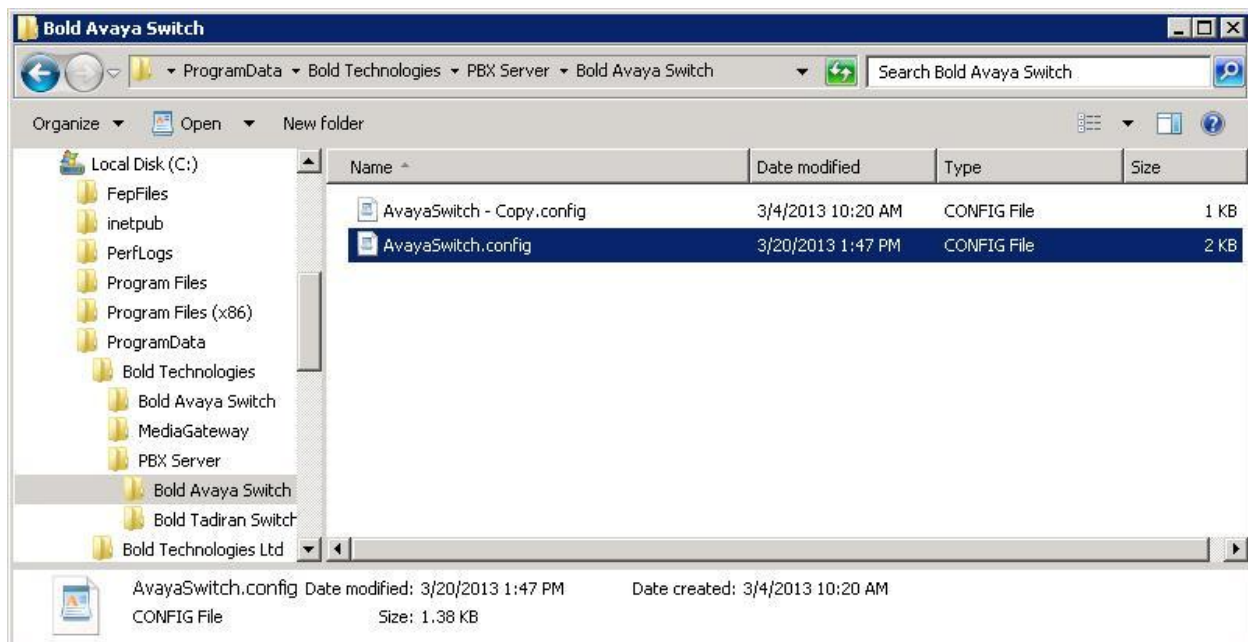 Bold Avaya Switch
ProgramData Bold Technologies PBX Server Bold Avaya Switch Search Bold Avaya Switch
Organize Open New folder
Local Disk (C:)
FepFiles
inetpub
PerfLogs
Program Files
Program Files (x86)
ProgramData
Bold Technologies
Bold Avaya Switch
MediaGateway
PBX Server
Bold Avaya Switch
Bold Tadiran Switch
Bold Technologies Ltd
Name Date modified Type Size
AvayaSwitch - Copy.config 3/4/2013 10:20 AM CONFIG File 1 KB
AvayaSwitch.config 3/20/2013 1:47 PM CONFIG File 2 KB
AvayaSwitch.config Date modified: 3/20/2013 1:47 PM Date created: 3/4/2013 10:20 AM
CONFIG File Size: 1.38 KB